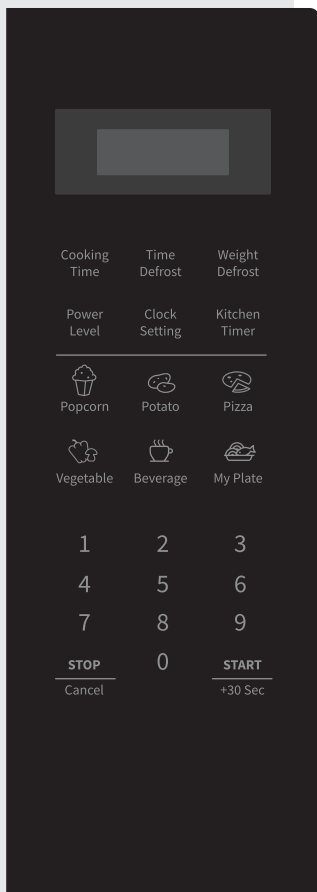 Cooking Time Weight
Time Defrost Defrost
Power Clock Kitchen
Level Setting Timer
Popcorn Potato Pizza
Vegetable Beverage My Plate
1 2 3
4 5 6
7 8 9
STOP 0 START
Cancel +30 Sec